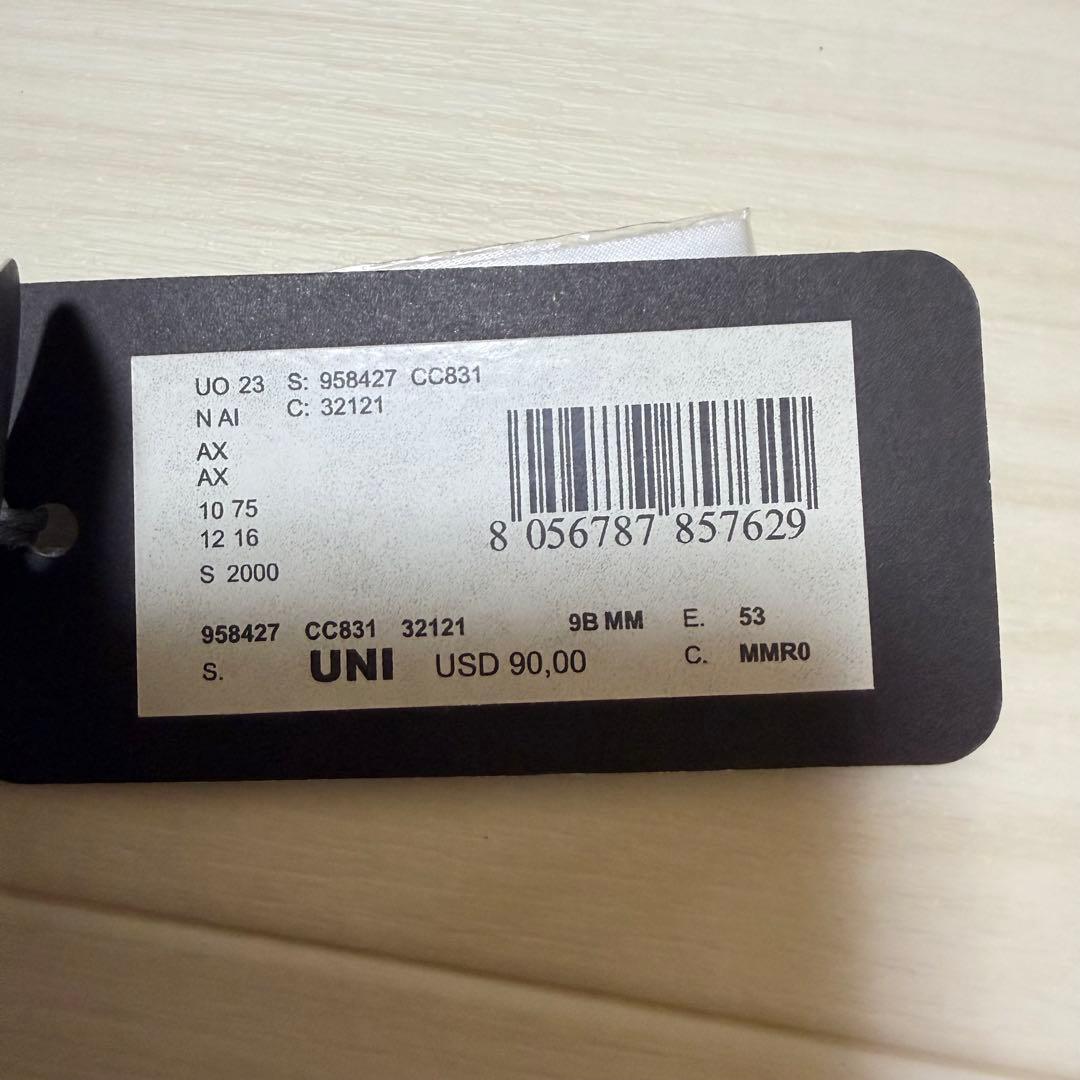 UO 23 S: 958427 CC831
N AI C: 32121
AX
AX
10 75
12 16
S 2000
8 056787 857629
958427 CC831 32121 9B MM E. 53
S. UNI USD 90,00 C. MMR0